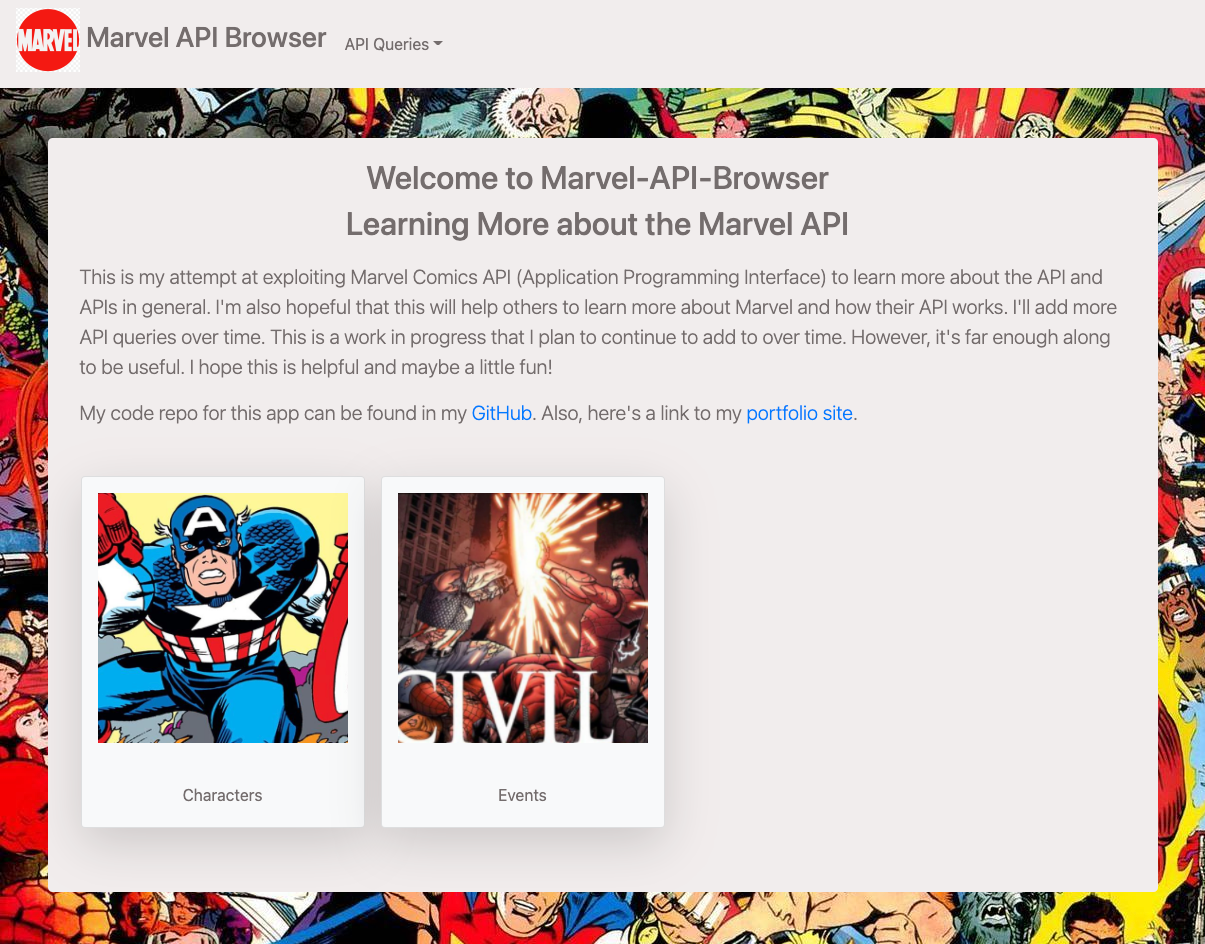 MARVEL
Marvel API Browser
API Queries
Welcome to Marvel-API-Browser
Learning More about the Marvel API
This is my attempt at exploiting Marvel Comics API (Application Programming Interface) to learn more about the API and
APIs in general. I'm also hopeful that this will help others to learn more about Marvel and how their API works. I'll add more
API queries over time. This is a work in progress that I plan to continue to add to over time. However, it's far enough along
to be useful. I hope this is helpful and maybe a little fun!
My code repo for this app can be found in my GitHub. Also, here's a link to my portfolio site.
A
CIVIL
Characters
Events